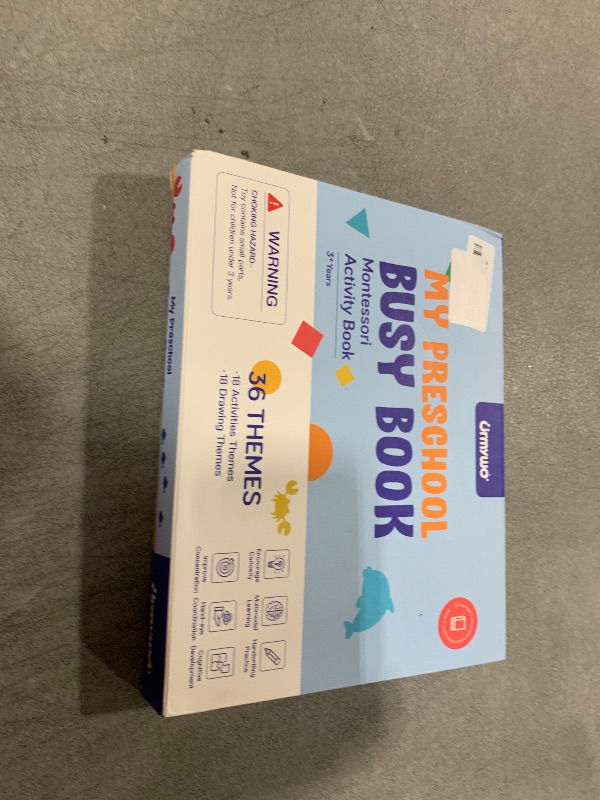 ürmywo
MY PRESCHOOL
BUSY BOOK
Montessori
Activity Book
3+ Years
WARNING
CHOKING HAZARD-
Toy contains small parts.
Not for children under 3 years.
36 THEMES
·18 Activities Themes
·18 Drawing Themes
Encourage
Curiosity
Multimodal
Learning
Handwriting
Practice
Improve
Concentration
Hand-eye
Coordination
Cognitive
Development
My Preschool